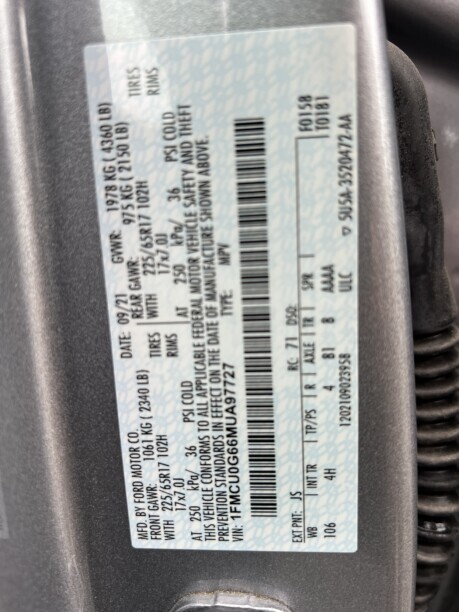 MFD. BY FORD MOTOR CO.
DATE: 09/21 GVWR: 1978 KG ( 4360 LB)
FRONT GAWR: 1061 KG ( 2340 LB) REAR GAWR: 975 KG ( 2150 LB)
WITH 225/65R17 102H TIRES WITH 225/65R17 102H TIRES
17x7.0J RIMS 17x7.0J RIMS
AT 250 kPa/ 36 PSI COLD AT 250 kPa/ 36 PSI COLD
THIS VEHICLE CONFORMS TO ALL APPLICABLE FEDERAL MOTOR VEHICLE SAFETY AND THEFT
PREVENTION STANDARDS IN EFFECT ON THE DATE OF MANUFACTURE SHOWN ABOVE.
VIN: 1FMCU0G66MUA97727 TYPE: MPV
F0158
T0181
EXT PNT: JS RC: 71 DSO:
WB INT TR TP/PS R AXLE TR SPR
106 4H 4 B1 8 AAAA
ULC
1202109023958 5U5A-3520472-AA